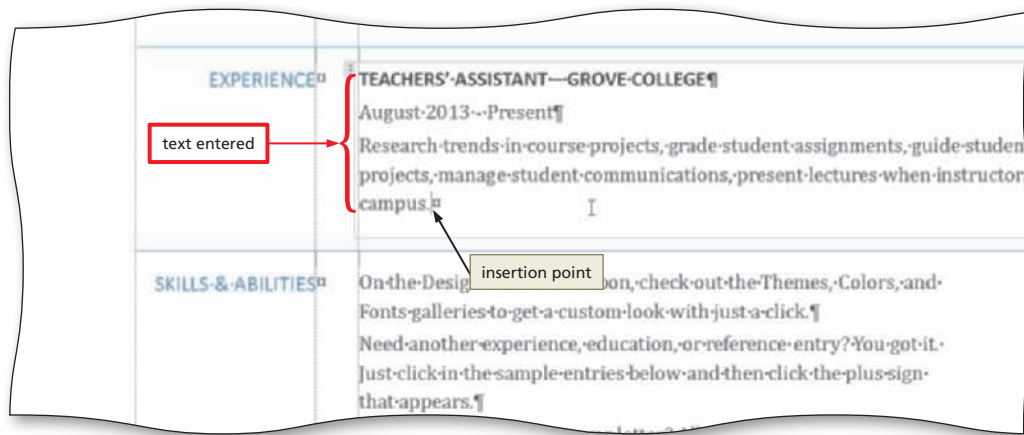 EXPERIENCE¤
TEACHERS'·ASSISTANT·–·GROVE·COLLEGE¶
August·2013·-·Present¶
text entered
Research·trends·in·course·projects,·grade·student·assignments,·guide·studen
projects,·manage·student·communications,·present·lectures·when·instructor
campus.¤
insertion point
SKILLS·&·ABILITIES¤
On·the·Desig on,·check·out·the·Themes,·Colors,·and·
Fonts·galleries·to·get·a·custom·look·with·just·a·click.¶
Need·another·experience,·education,·or·reference·entry?·You·got·it.·
Just·click·in·the·sample·entries·below·and·then·click·the·plus·sign·
that·appears.¶